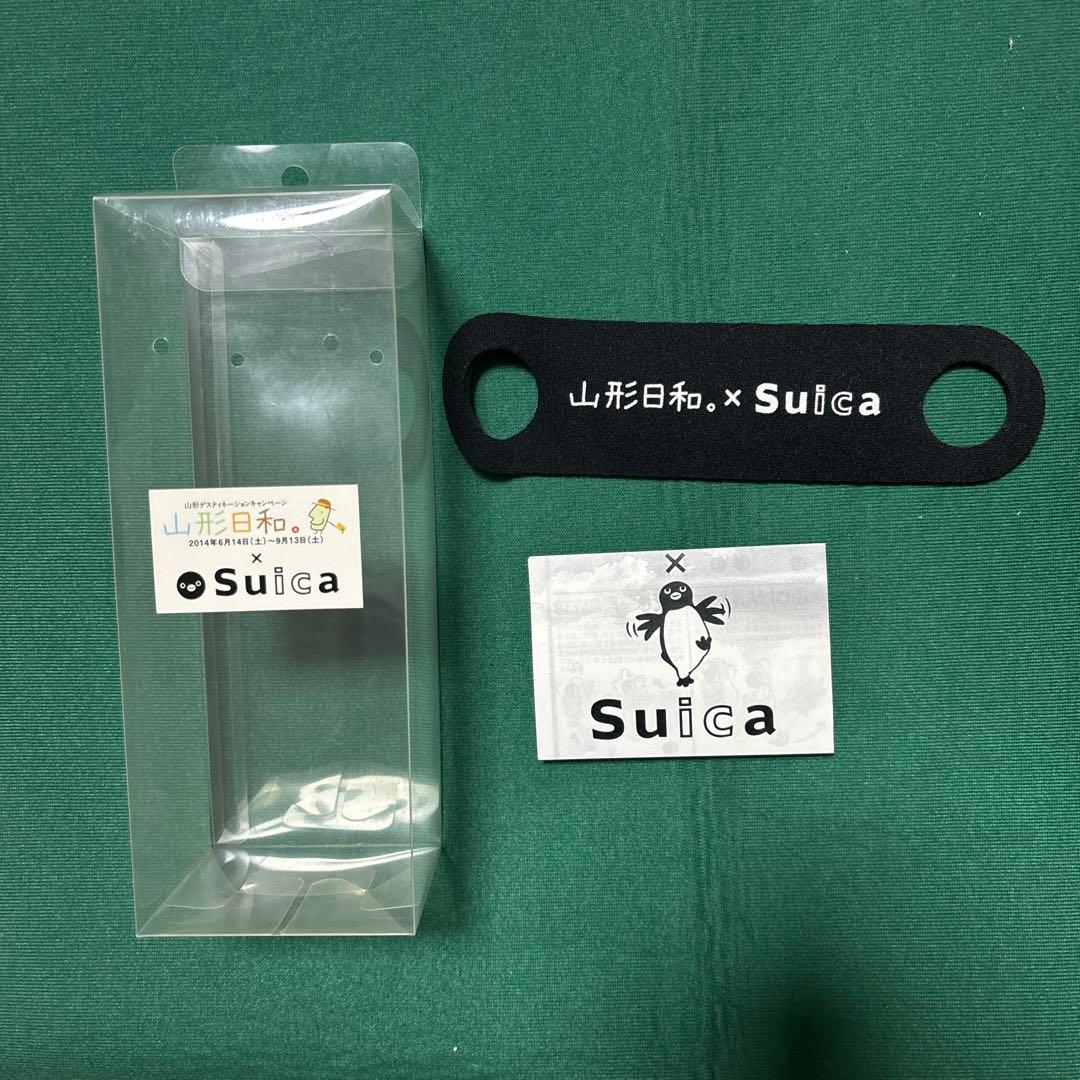 山形日和。× Suica
山形デスティネーションキャンペーン
山形日和。
2014年6月14日(土)～9月13日(土)
×
Suica
×
Suica